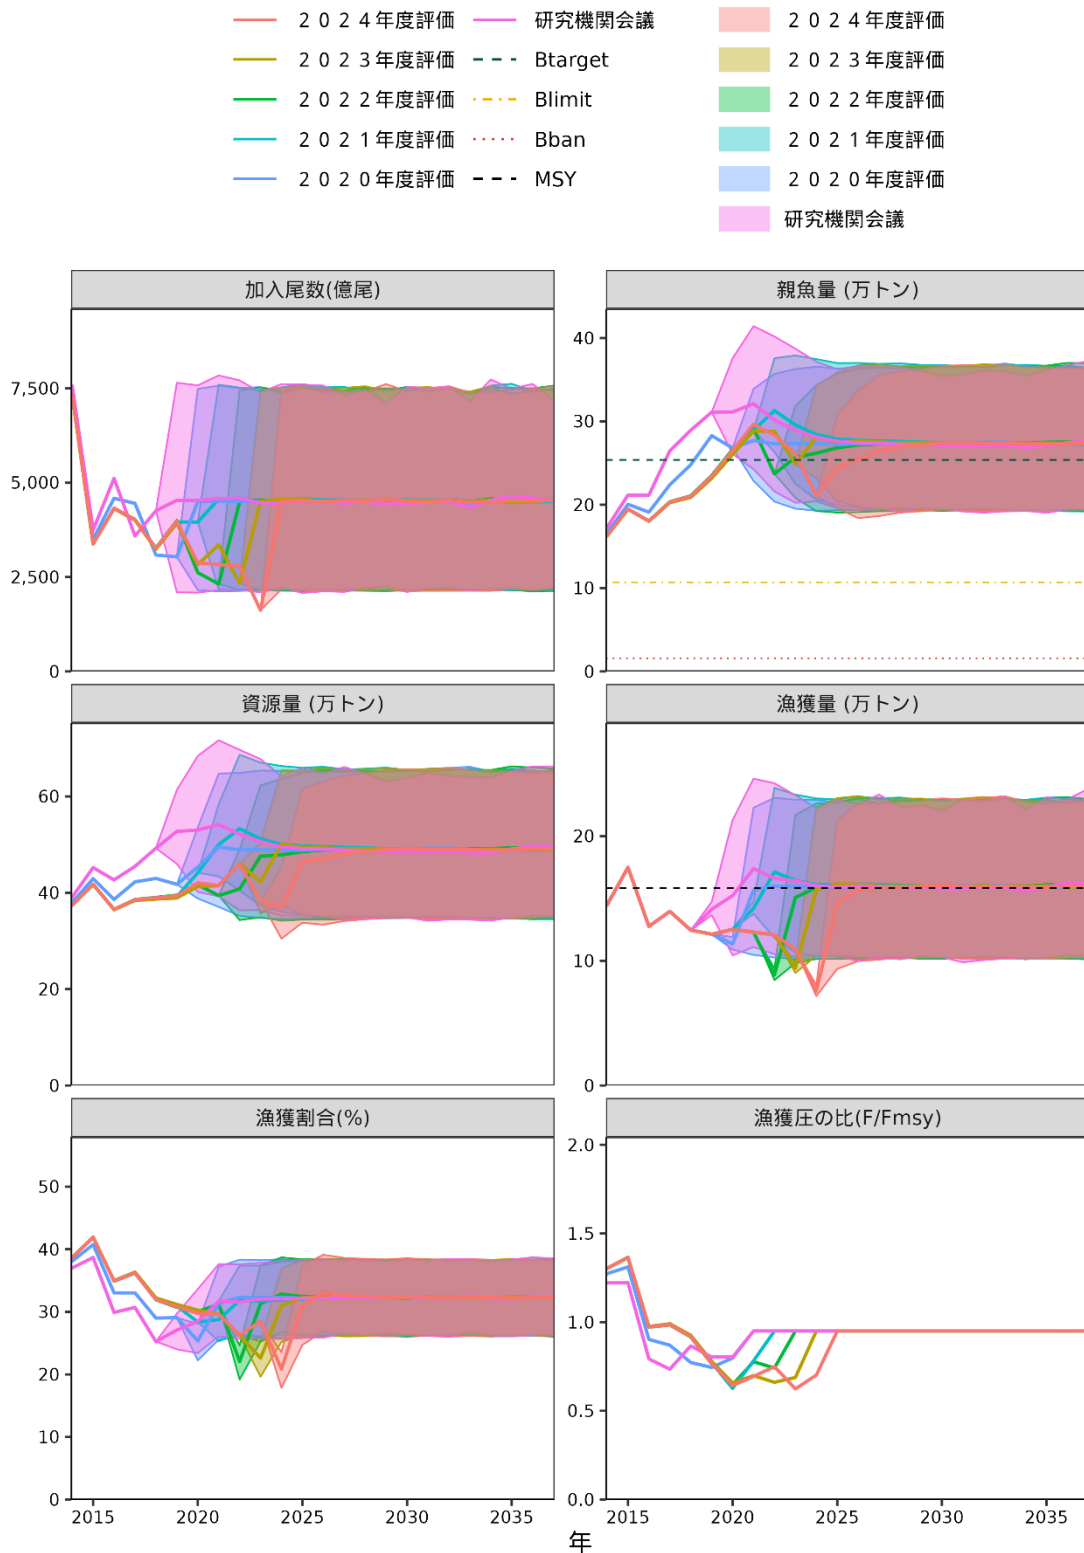 ２０２４年度評価 研究機関会議 ２０２４年度評価
２０２３年度評価 Btarget ２０２３年度評価
２０２２年度評価 Blimit ２０２２年度評価
２０２１年度評価 Bban ２０２１年度評価
２０２０年度評価 MSY ２０２０年度評価
研究機関会議
加入尾数(億尾)
7,500
5,000
2,500
0
親魚量 (万トン)
40
30
20
10
0
資源量 (万トン)
60
40
20
0
漁獲量 (万トン)
20
10
0
漁獲割合(%)
50
40
30
20
10
0
2015 2020 2025 2030 2035
漁獲圧の比(F/Fmsy)
2.0
1.5
1.0
0.5
0.0
2015 2020 2025 2030 2035
年